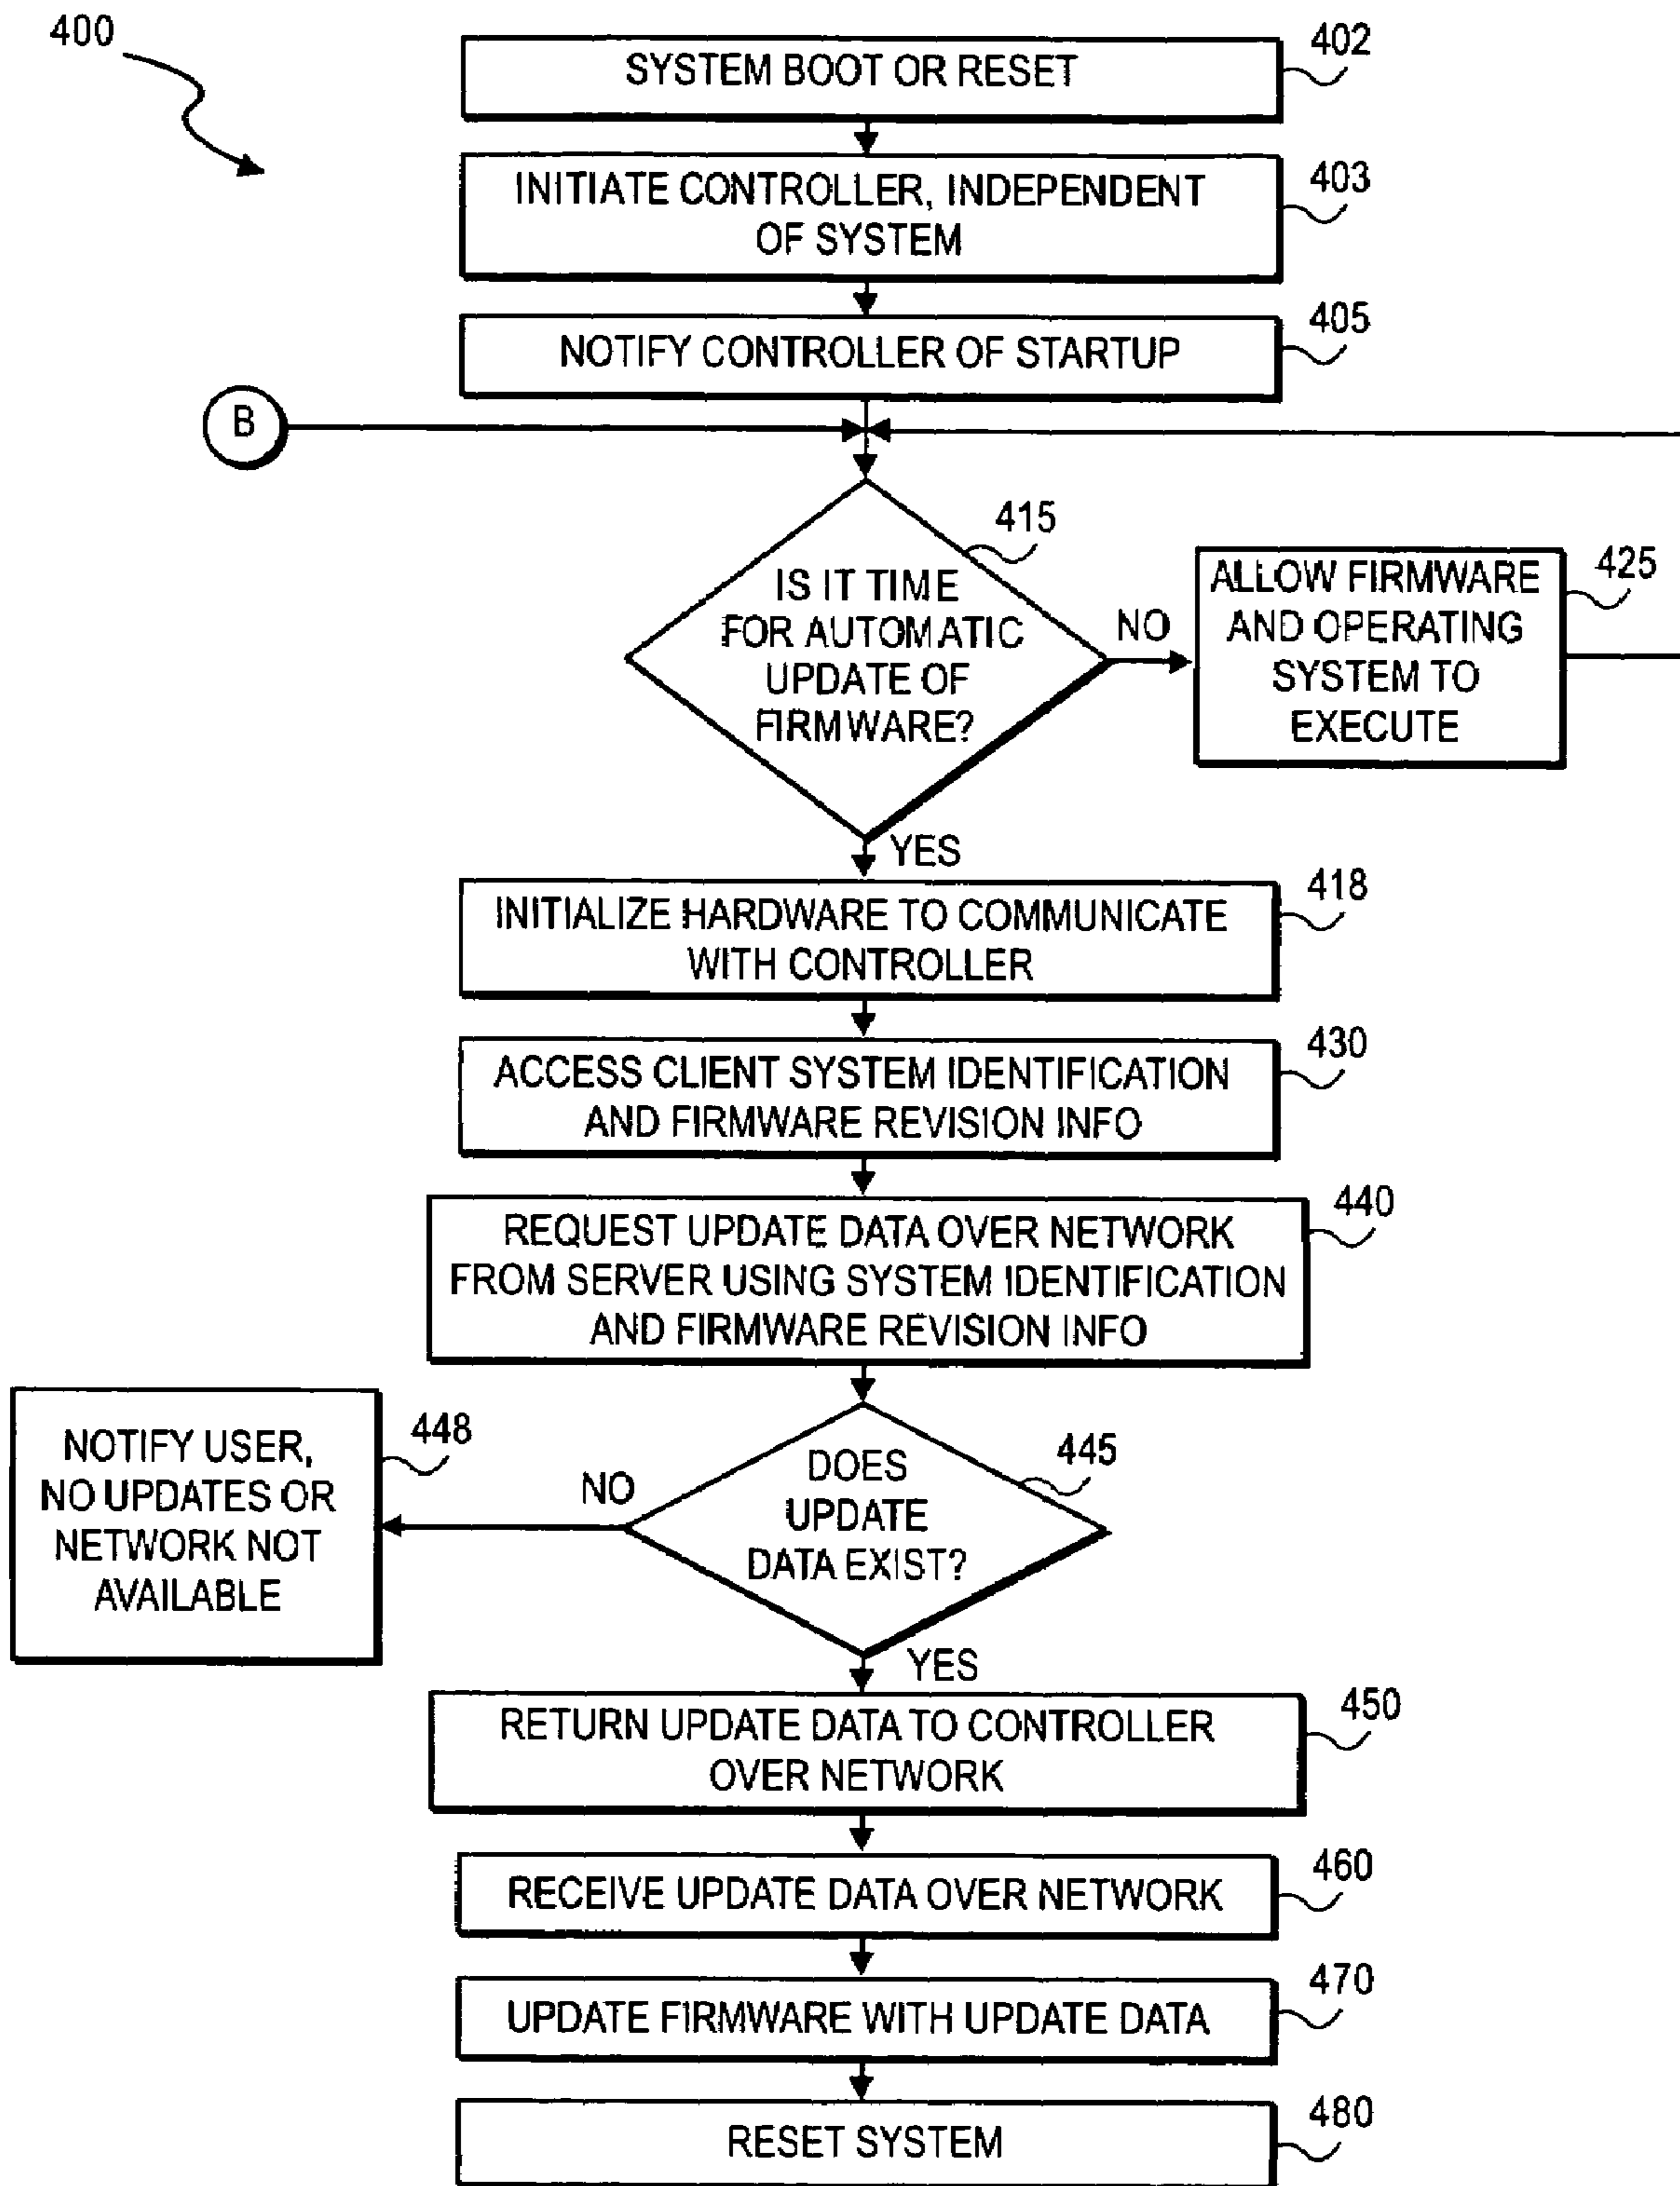 400
SYSTEM BOOT OR RESET
402
INITIATE CONTROLLER, INDEPENDENT
OF SYSTEM
403
NOTIFY CONTROLLER OF STARTUP
405
B
IS IT TIME
FOR AUTOMATIC
UPDATE OF
FIRMWARE?
415
NO
ALLOW FIRMWARE
AND OPERATING
SYSTEM TO
EXECUTE
425
YES
INITIALIZE HARDWARE TO COMMUNICATE
WITH CONTROLLER
418
ACCESS CLIENT SYSTEM IDENTIFICATION
AND FIRMWARE REVISION INFO
430
REQUEST UPDATE DATA OVER NETWORK
FROM SERVER USING SYSTEM IDENTIFICATION
AND FIRMWARE REVISION INFO
440
DOES
UPDATE
DATA EXIST?
445
NO
NOTIFY USER,
NO UPDATES OR
NETWORK NOT
AVAILABLE
448
YES
RETURN UPDATE DATA TO CONTROLLER
OVER NETWORK
450
RECEIVE UPDATE DATA OVER NETWORK
460
UPDATE FIRMWARE WITH UPDATE DATA
470
RESET SYSTEM
480